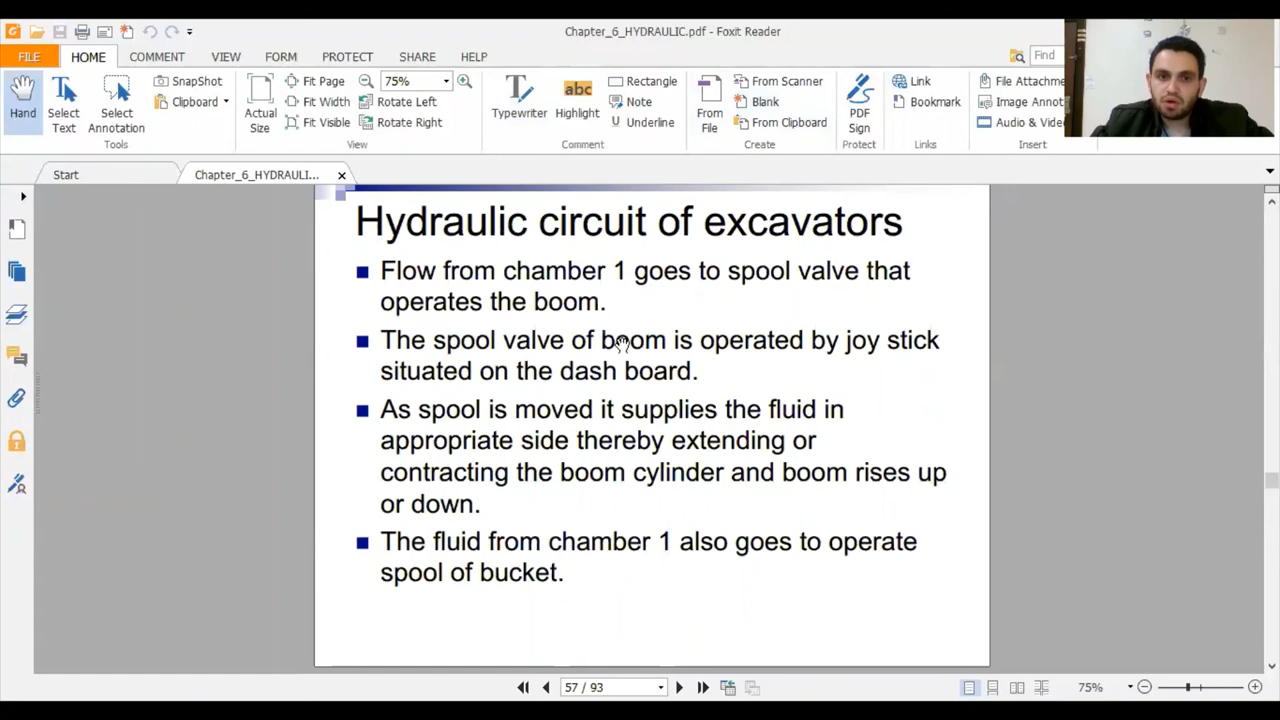 Chapter_6_HYDRAULIC.pdf - Foxit Reader
FILE HOME COMMENT VIEW FORM PROTECT SHARE HELP Find
Hand
Select Text
Select Annotation
SnapShot
Clipboard
Tools
Actual Size
Fit Page
Fit Width
Fit Visible
75%
Rotate Left
Rotate Right
View
Typewriter
Highlight
abc
Rectangle
Note
Underline
Comment
From File
From Scanner
Blank
From Clipboard
Create
PDF Sign
Protect
Link
Bookmark
Links
File Attachme
Image Annot
Audio & Vide
Insert
Start
Chapter_6_HYDRAULI...
Hydraulic circuit of excavators
Flow from chamber 1 goes to spool valve that
operates the boom.
The spool valve of boom is operated by joy stick
situated on the dash board.
As spool is moved it supplies the fluid in
appropriate side thereby extending or
contracting the boom cylinder and boom rises up
or down.
The fluid from chamber 1 also goes to operate
spool of bucket.
57 / 93
75%